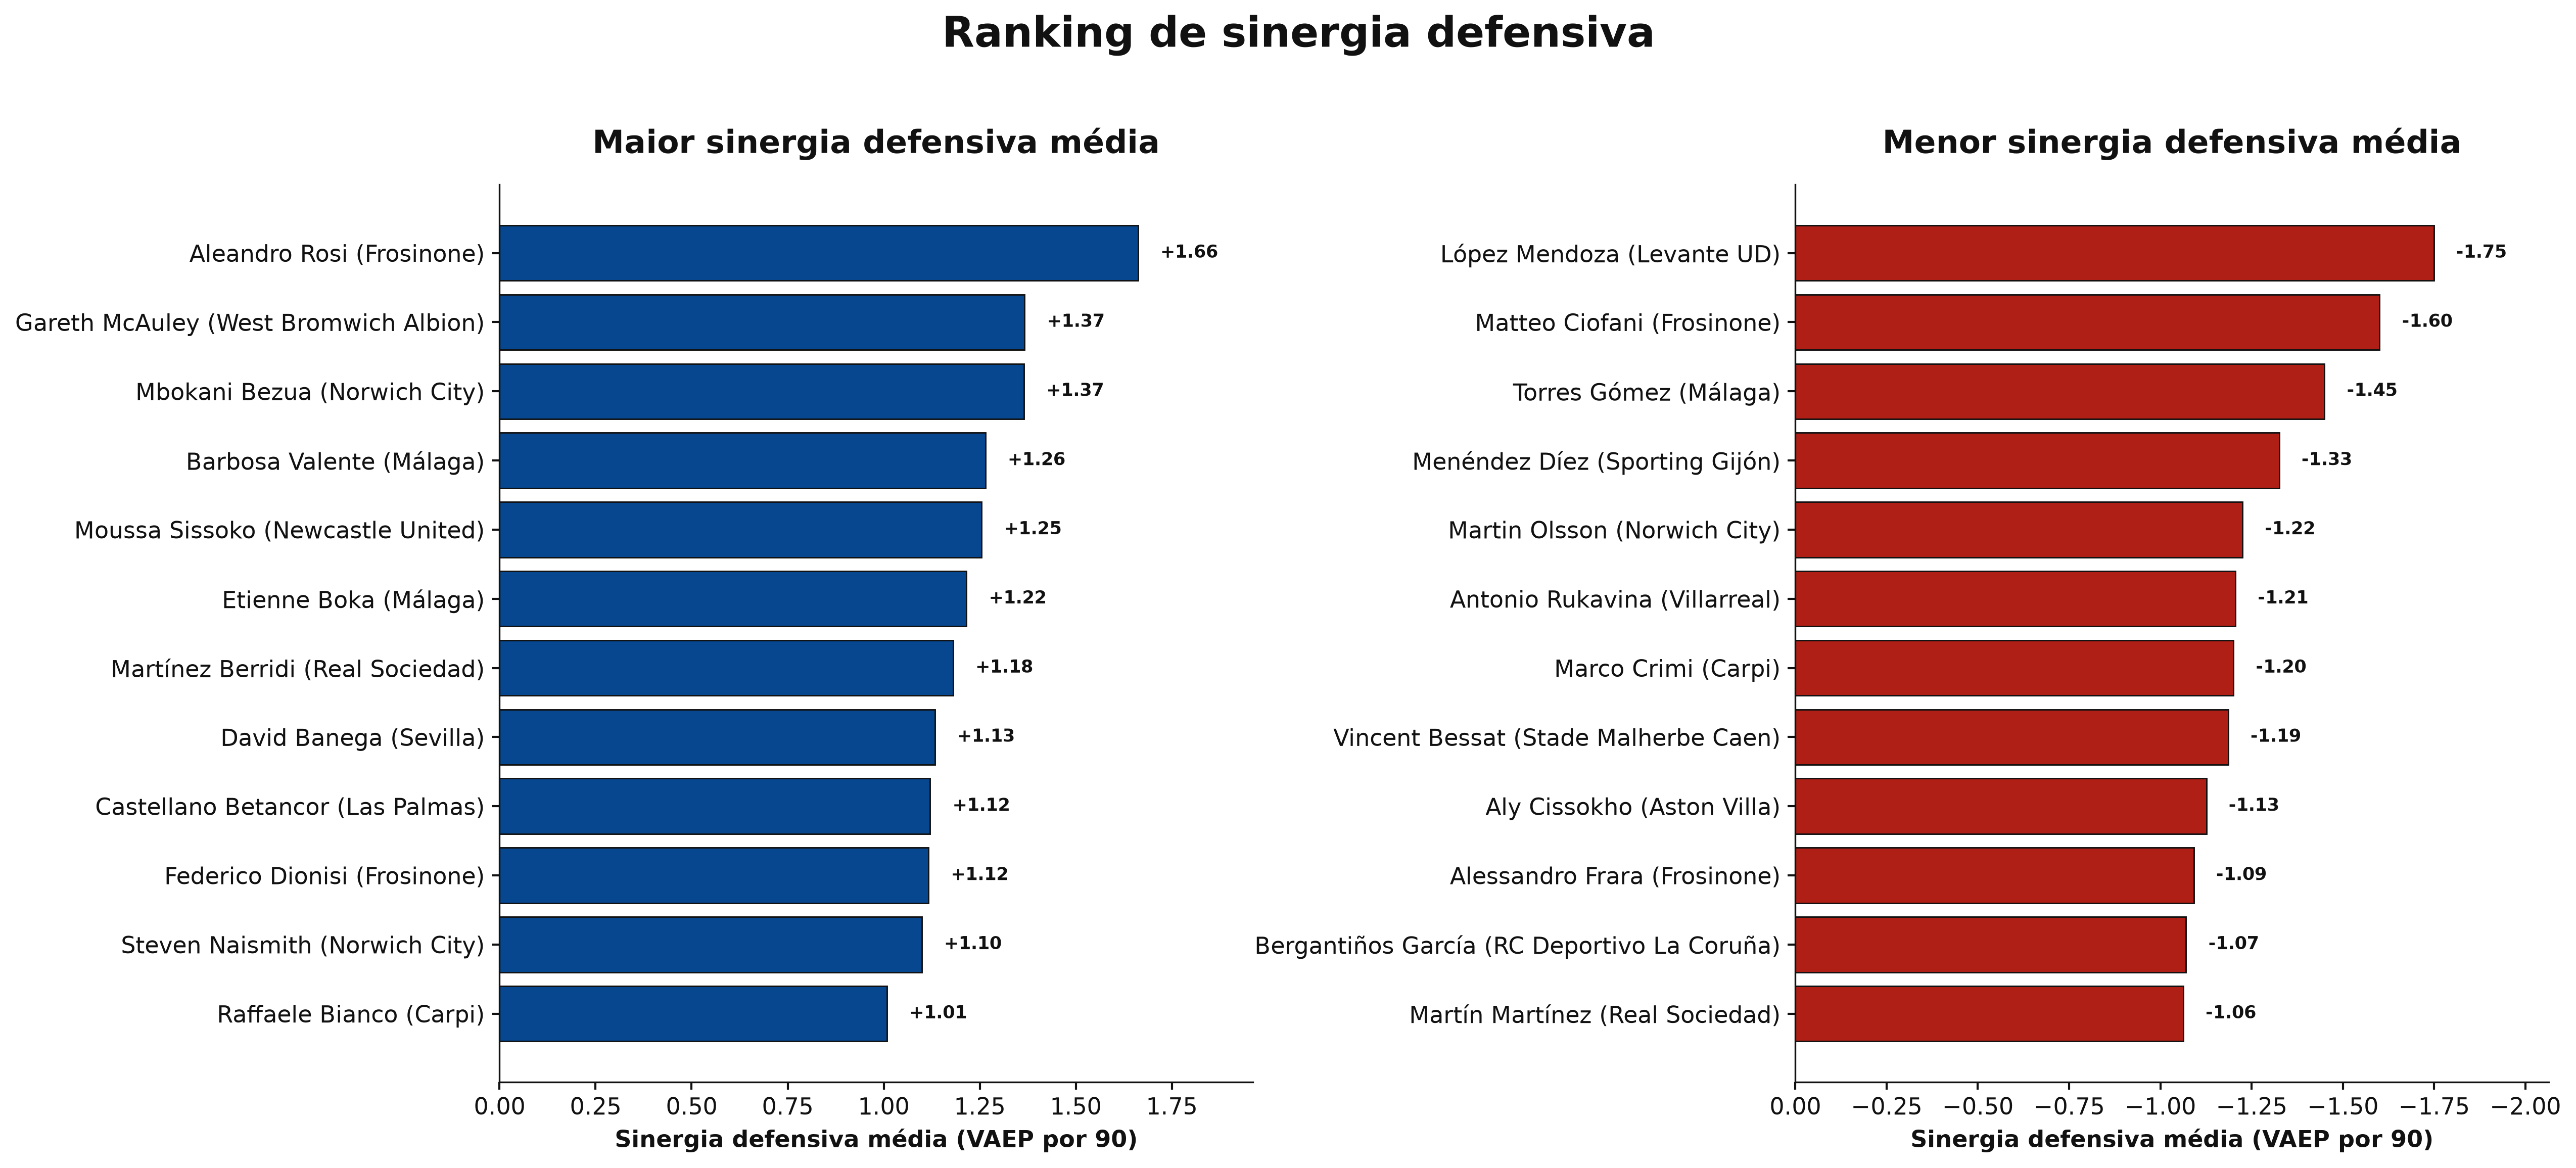 Ranking de sinergia defensiva
Maior sinergia defensiva média
Aleandro Rosi (Frosinone) +1.66
Gareth McAuley (West Bromwich Albion) +1.37
Mbokani Bezua (Norwich City) +1.37
Barbosa Valente (Málaga) +1.26
Moussa Sissoko (Newcastle United) +1.25
Etienne Boka (Málaga) +1.22
Martínez Berridi (Real Sociedad) +1.18
David Banega (Sevilla) +1.13
Castellano Betancor (Las Palmas) +1.12
Federico Dionisi (Frosinone) +1.12
Steven Naismith (Norwich City) +1.10
Raffaele Bianco (Carpi) +1.01
0.00 0.25 0.50 0.75 1.00 1.25 1.50 1.75
Sinergia defensiva média (VAEP por 90)
Menor sinergia defensiva média
López Mendoza (Levante UD) -1.75
Matteo Ciofani (Frosinone) -1.60
Torres Gómez (Málaga) -1.45
Menéndez Díez (Sporting Gijón) -1.33
Martin Olsson (Norwich City) -1.22
Antonio Rukavina (Villarreal) -1.21
Marco Crimi (Carpi) -1.20
Vincent Bessat (Stade Malherbe Caen) -1.19
Aly Cissokho (Aston Villa) -1.13
Alessandro Frara (Frosinone) -1.09
Bergantiños García (RC Deportivo La Coruña) -1.07
Martín Martínez (Real Sociedad) -1.06
0.00 −0.25 −0.50 −0.75 −1.00 −1.25 −1.50 −1.75 −2.00
Sinergia defensiva média (VAEP por 90)